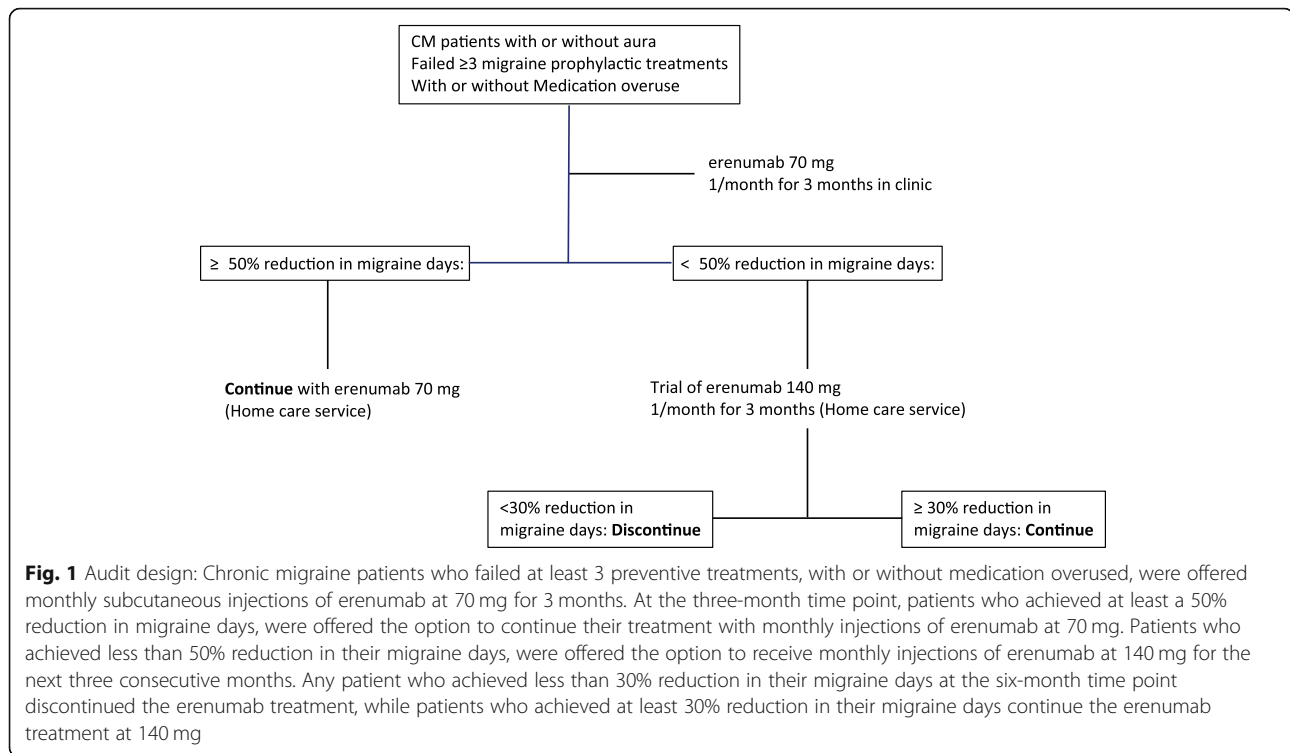 CM patients with or without aura
Failed ≥3 migraine prophylactic treatments
With or without Medication overuse
erenumab 70 mg
1/month for 3 months in clinic
≥ 50% reduction in migraine days:
< 50% reduction in migraine days:
Continue with erenumab 70 mg
(Home care service)
Trial of erenumab 140 mg
1/month for 3 months (Home care service)
<30% reduction in
migraine days: Discontinue
≥ 30% reduction in
migraine days: Continue
Fig. 1 Audit design: Chronic migraine patients who failed at least 3 preventive treatments, with or without medication overused, were offered
monthly subcutaneous injections of erenumab at 70 mg for 3 months. At the three-month time point, patients who achieved at least a 50%
reduction in migraine days, were offered the option to continue their treatment with monthly injections of erenumab at 70 mg. Patients who
achieved less than 50% reduction in their migraine days, were offered the option to receive monthly injections of erenumab at 140 mg for the
next three consecutive months. Any patient who achieved less than 30% reduction in their migraine days at the six-month time point
discontinued the erenumab treatment, while patients who achieved at least 30% reduction in their migraine days continue the erenumab
treatment at 140 mg